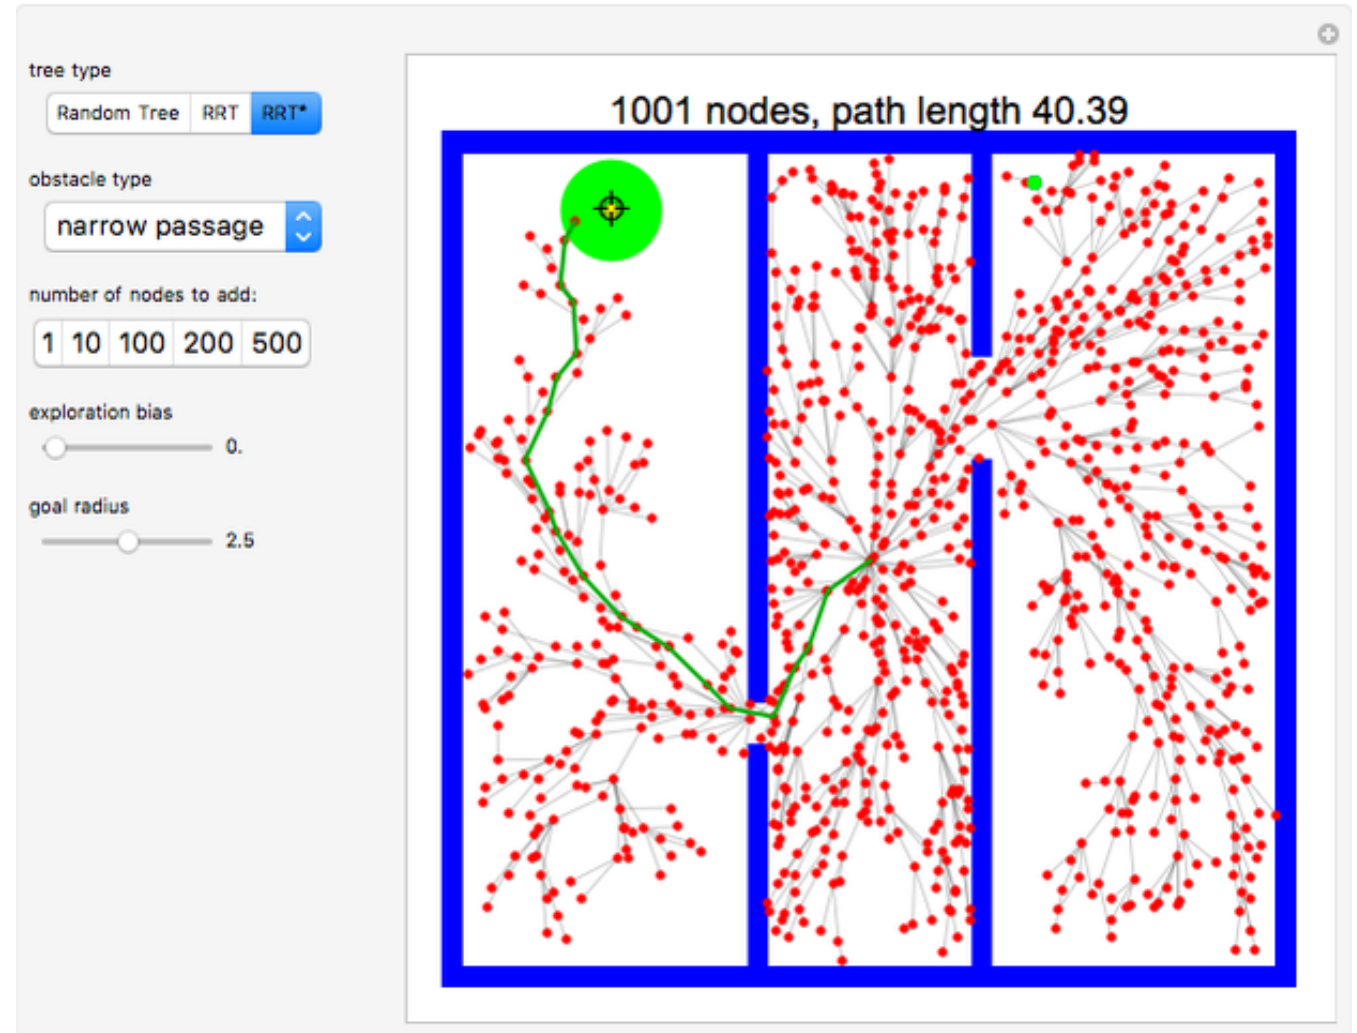 tree type
Random Tree RRT RRT*
obstacle type
narrow passage
number of nodes to add:
1 10 100 200 500
exploration bias
0.
goal radius
2.5
1001 nodes, path length 40.39